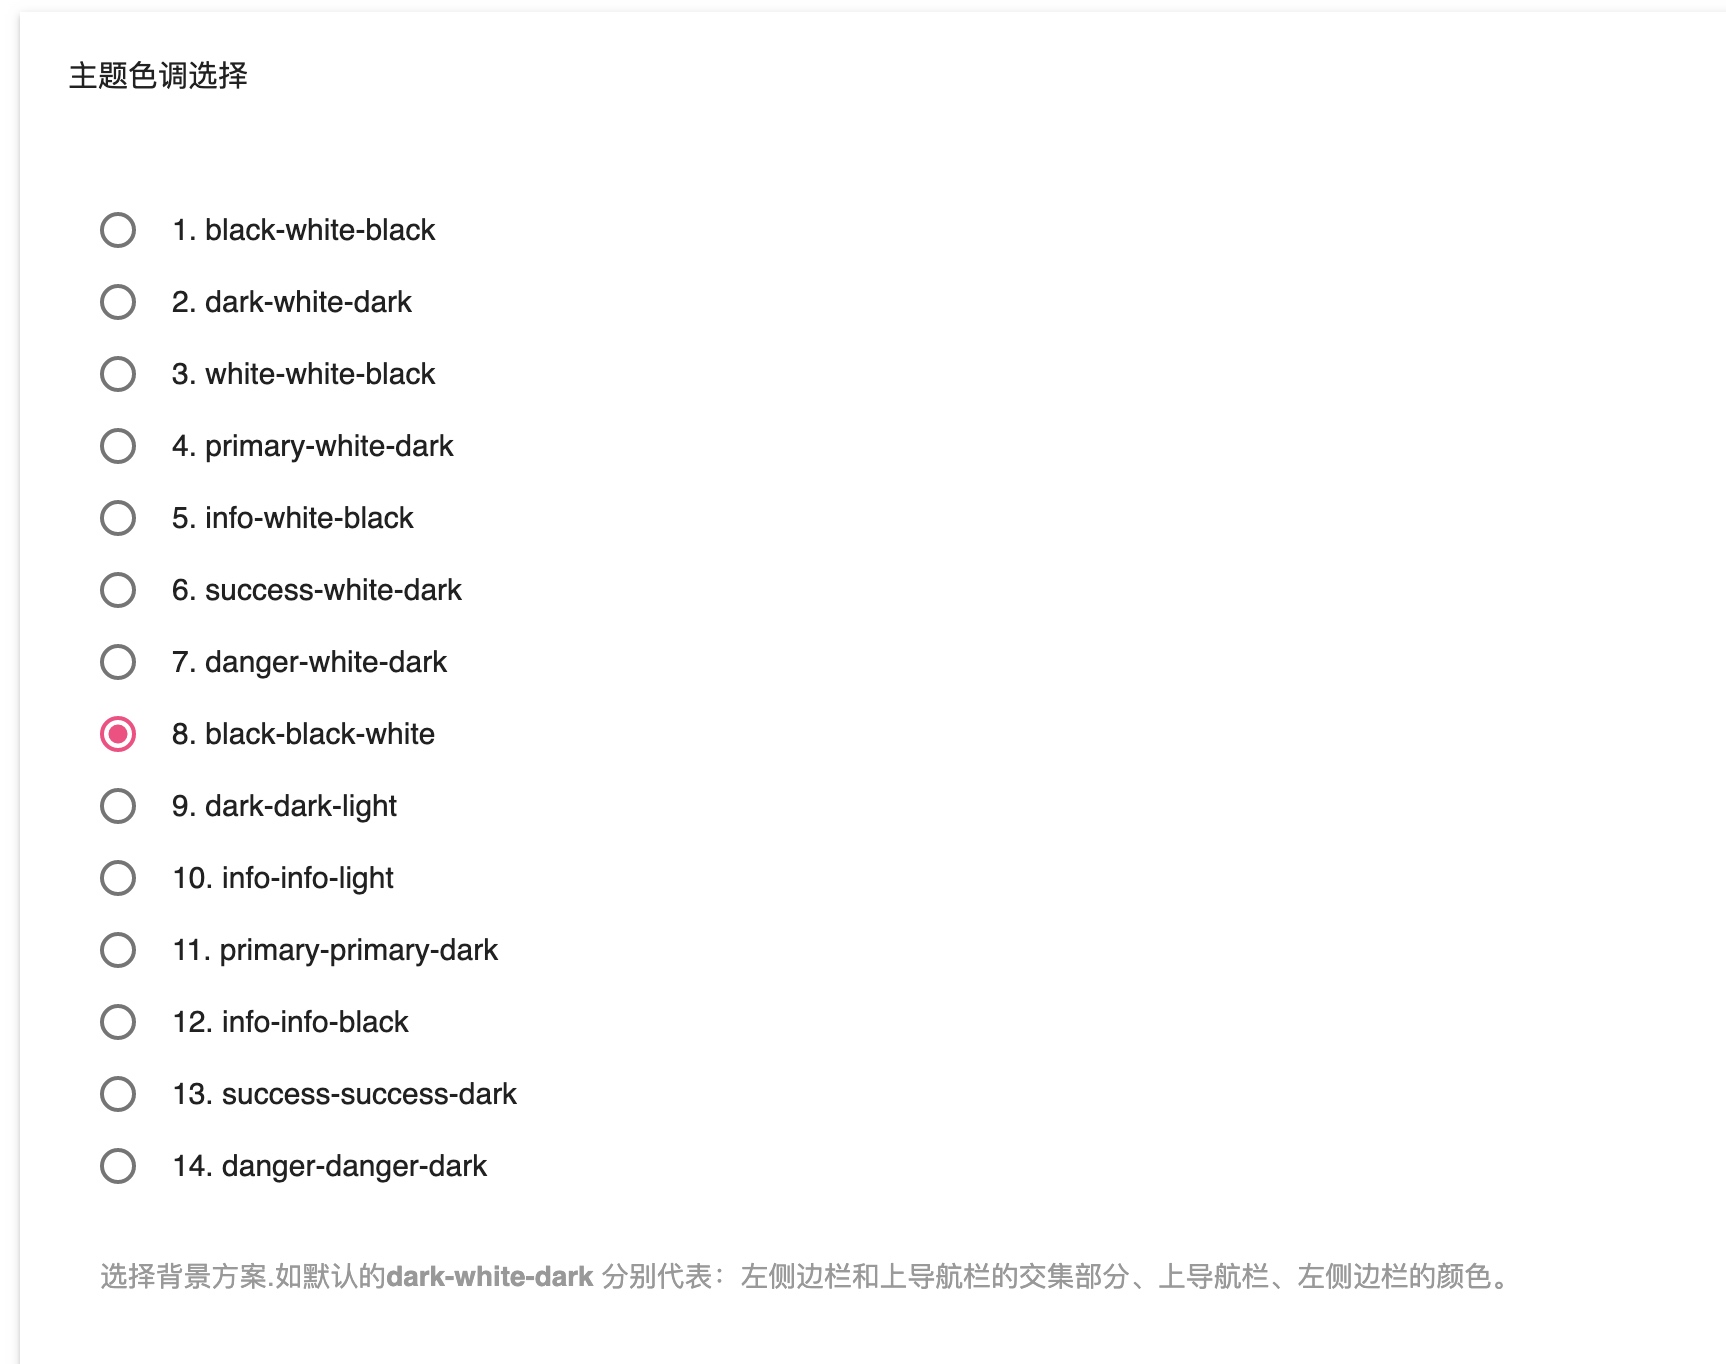 主题色调选择
1. black-white-black
2. dark-white-dark
3. white-white-black
4. primary-white-dark
5. info-white-black
6. success-white-dark
7. danger-white-dark
8. black-black-white
9. dark-dark-light
10. info-info-light
11. primary-primary-dark
12. info-info-black
13. success-success-dark
14. danger-danger-dark
选择背景方案.如默认的dark-white-dark 分别代表：左侧边栏和上导航栏的交集部分、上导航栏、左侧边栏的颜色。